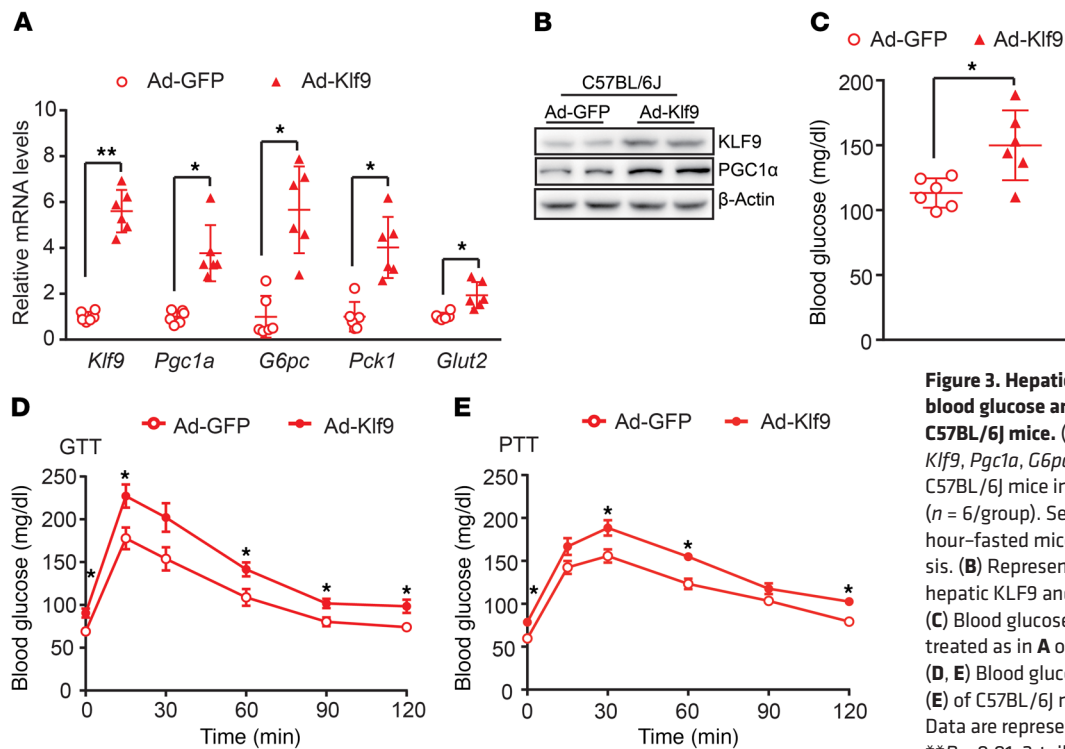 A
Ad-GFP Ad-Klf9
Relative mRNA levels
10
8
6
4
2
0
** * * * *
Klf9 Pgc1a G6pc Pck1 Glut2
B
C57BL/6J
Ad-GFP Ad-Klf9
KLF9
PGC1α
β-Actin
C
Ad-GFP Ad-Klf9
Blood glucose (mg/dl)
200
150
100
50
0
*
D
Ad-GFP Ad-Klf9
GTT
Blood glucose (mg/dl)
250
200
150
100
50
0
* * * * *
0 30 60 90 120
Time (min)
E
Ad-GFP Ad-Klf9
PTT
Blood glucose (mg/dl)
250
200
150
100
50
0
* * * *
0 30 60 90 120
Time (min)
Figure 3. Hepatic
blood glucose an
C57BL/6J mice. (
Klf9, Pgc1a, G6pc
C57BL/6J mice in
(n = 6/group). Se
hour–fasted mice
sis. (B) Represen
hepatic KLF9 and
(C) Blood glucose
treated as in A o
(D, E) Blood gluc
(E) of C57BL/6J m
Data are represe